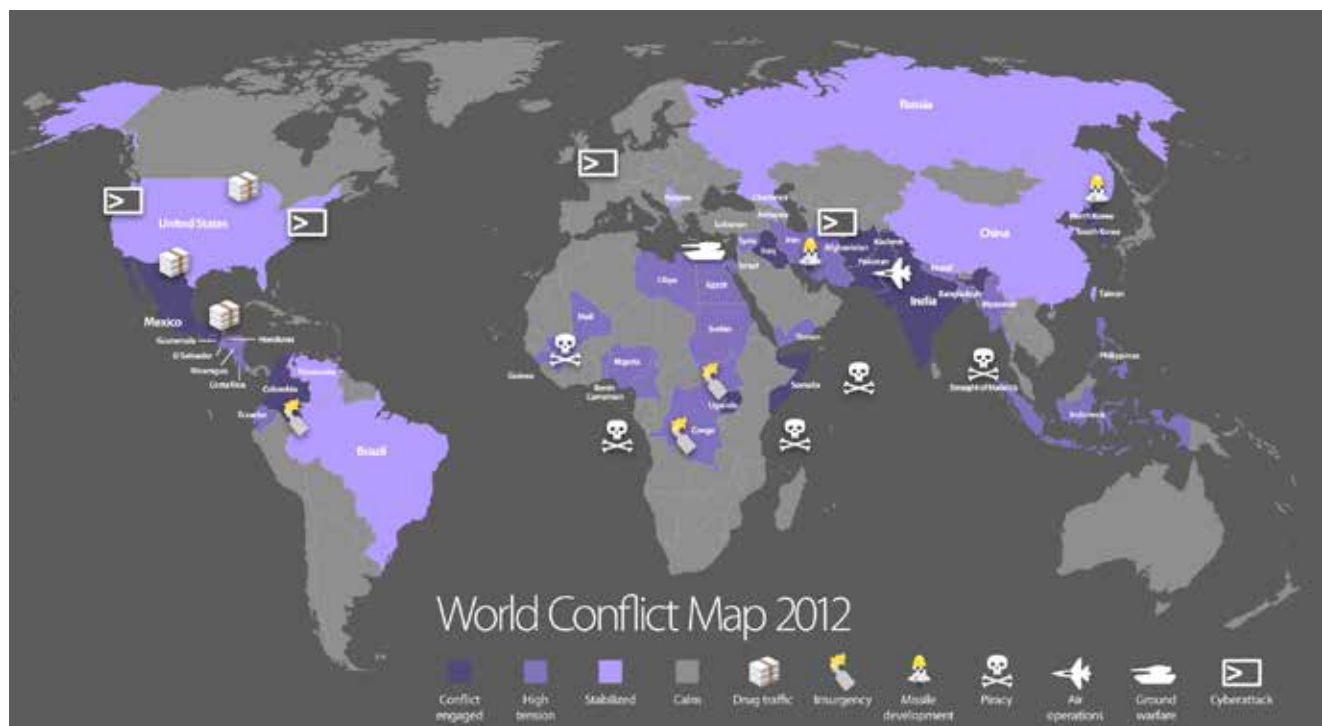 Russia
United States
China
North Korea
South Korea
Lebanon
Syria
Iraq
Iran
Afghanistan
Pakistan
Israel
Nepal
India
Bangladesh
Myanmar
Taiwan
Libya
Egypt
Mexico
Guatemala
Honduras
El Salvador
Nicaragua
Costa Rica
Mali
Sudan
Yemen
Philippines
Guinea
Nigeria
Benin
Cameroon
Somalia
Straight of Malacca
Venezuela
Colombia
Ecuador
Uganda
Congo
Indonesia
Brazil
World Conflict Map 2012
Conflict
engaged
High
tension
Stabilized
Calm
Drug traffic
Insurgency
Missile
development
Piracy
Air
operations
Ground
warfare
Cyberattack